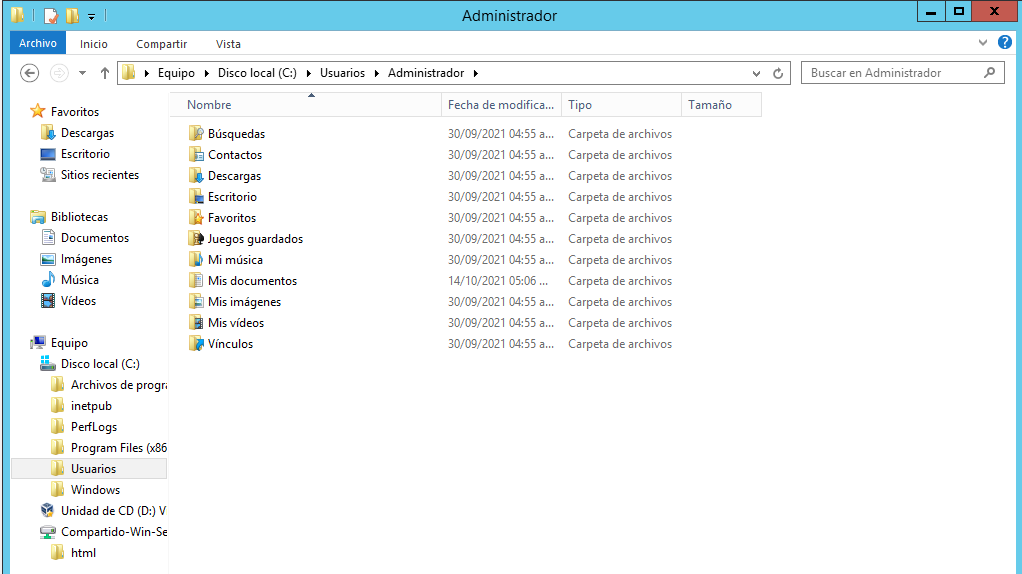 Administrador
Archivo Inicio Compartir Vista
Equipo Disco local (C:) Usuarios Administrador
Buscar en Administrador
Favoritos
Descargas
Escritorio
Sitios recientes
Bibliotecas
Documentos
Imágenes
Música
Vídeos
Equipo
Disco local (C:)
Archivos de progra
inetpub
PerfLogs
Program Files (x86
Usuarios
Windows
Unidad de CD (D:) V
Compartido-Win-Se
html
Nombre Fecha de modifica... Tipo Tamaño
Búsquedas 30/09/2021 04:55 a... Carpeta de archivos
Contactos 30/09/2021 04:55 a... Carpeta de archivos
Descargas 30/09/2021 04:55 a... Carpeta de archivos
Escritorio 30/09/2021 04:55 a... Carpeta de archivos
Favoritos 30/09/2021 04:55 a... Carpeta de archivos
Juegos guardados 30/09/2021 04:55 a... Carpeta de archivos
Mi música 30/09/2021 04:55 a... Carpeta de archivos
Mis documentos 14/10/2021 05:06 ... Carpeta de archivos
Mis imágenes 30/09/2021 04:55 a... Carpeta de archivos
Mis vídeos 30/09/2021 04:55 a... Carpeta de archivos
Vínculos 30/09/2021 04:55 a... Carpeta de archivos